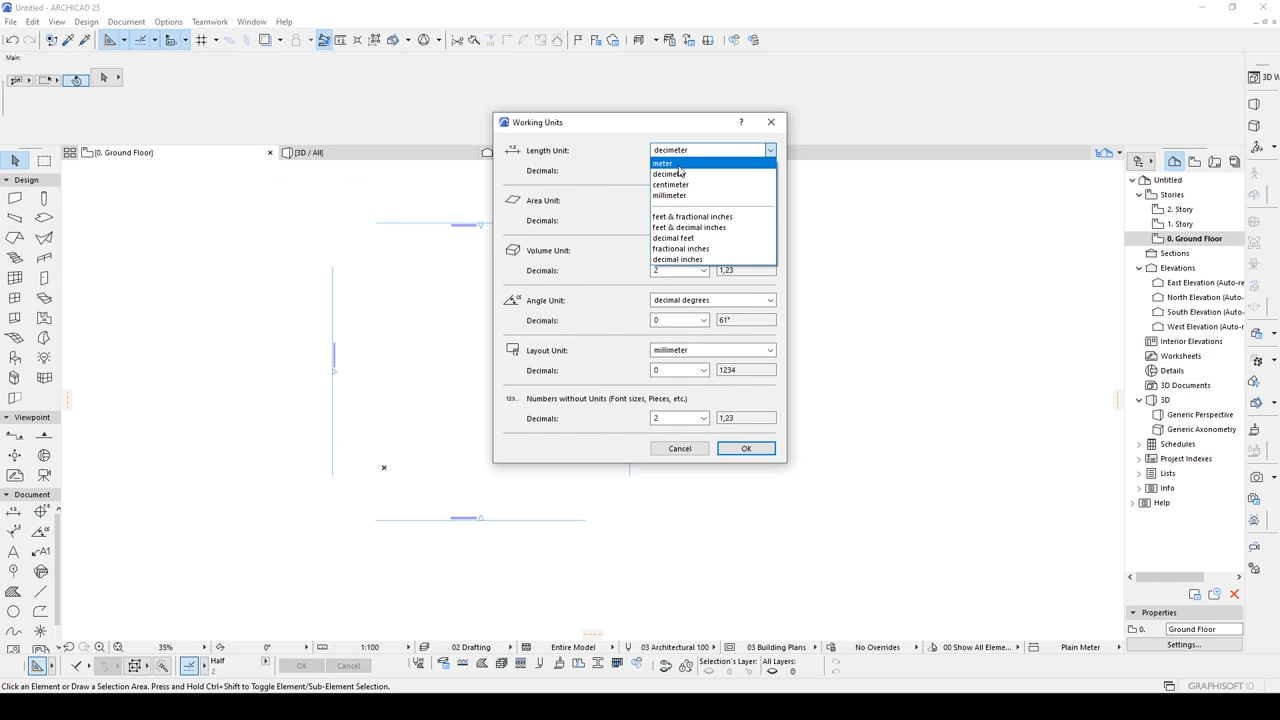 Untitled - ARCHICAD 25
File Edit View Design Document Options Teamwork Window Help
Main:
[0. Ground Floor]
[3D / All]
3D W
Design
Viewpoint
Document
Working Units
Length Unit: decimeter
Decimals:
meter
decimeter
centimeter
millimeter
feet & fractional inches
feet & decimal inches
decimal feet
fractional inches
decimal inches
Area Unit:
Decimals:
Volume Unit:
Decimals: 2 1,23
Angle Unit: decimal degrees
Decimals: 0 61°
Layout Unit: millimeter
Decimals: 0 1234
123.. Numbers without Units (Font sizes, Pieces, etc.)
Decimals: 2 1,23
Cancel OK
Untitled
Stories
2. Story
1. Story
0. Ground Floor
Sections
Elevations
East Elevation (Auto-re
North Elevation (Auto-
South Elevation (Auto-
West Elevation (Auto-r
Interior Elevations
Worksheets
Details
3D Documents
3D
Generic Perspective
Generic Axonometry
Schedules
Project Indexes
Lists
Info
Help
Properties
0. Ground Floor
Settings...
35% 0° 1:100 02 Drafting Entire Model 03 Architectural 100 03 Building Plans No Overrides 00 Show All Eleme... Plain Meter
Half
2
OK Cancel
Selection's Layer: All Layers:
Click an Element or Draw a Selection Area. Press and Hold Ctrl+Shift to Toggle Element/Sub-Element Selection.
GRAPHISOFT ID